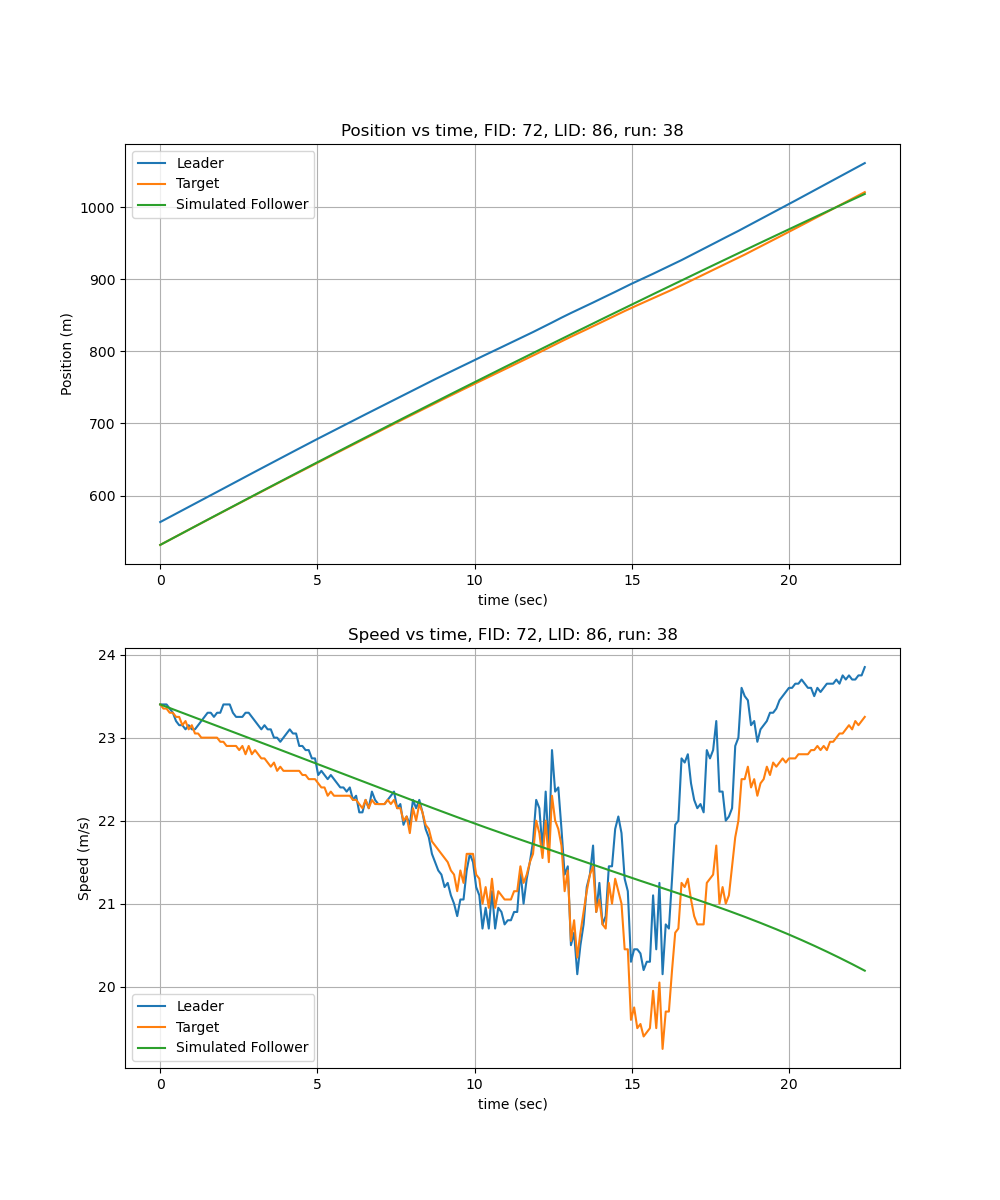 Position vs time, FID: 72, LID: 86, run: 38
Leader
Target
Simulated Follower
Position (m)
1000
900
800
700
600
0 5 10 15 20
time (sec)
Speed vs time, FID: 72, LID: 86, run: 38
Speed (m/s)
24
23
22
21
20
Leader
Target
Simulated Follower
0 5 10 15 20
time (sec)